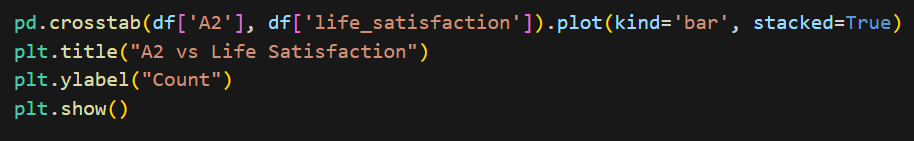 pd.crosstab(df['A2'], df['life_satisfaction']).plot(kind='bar', stacked=True)
plt.title("A2 vs Life Satisfaction")
plt.ylabel("Count")
plt.show()